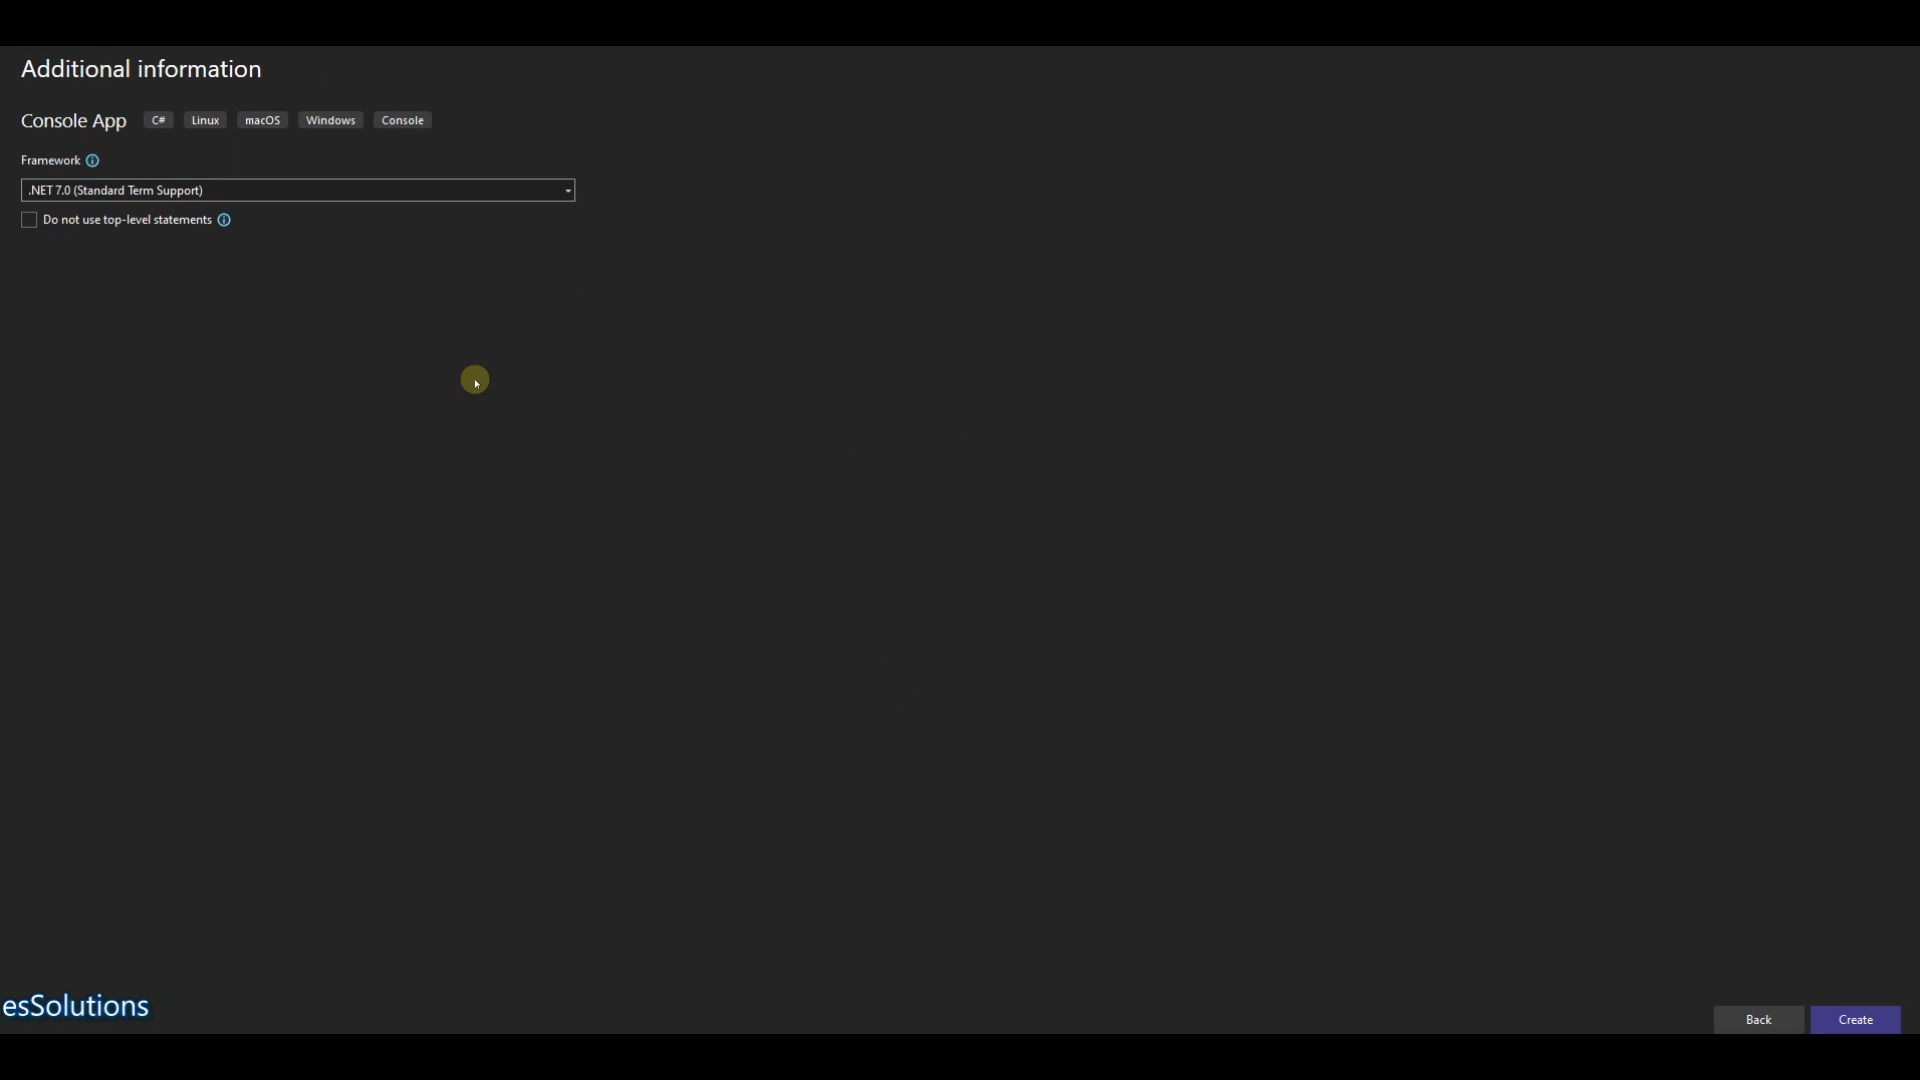 Additional information
Console App C# Linux macOS Windows Console
Framework
.NET 7.0 (Standard Term Support)
Do not use top-level statements
esSolutions
Back Create